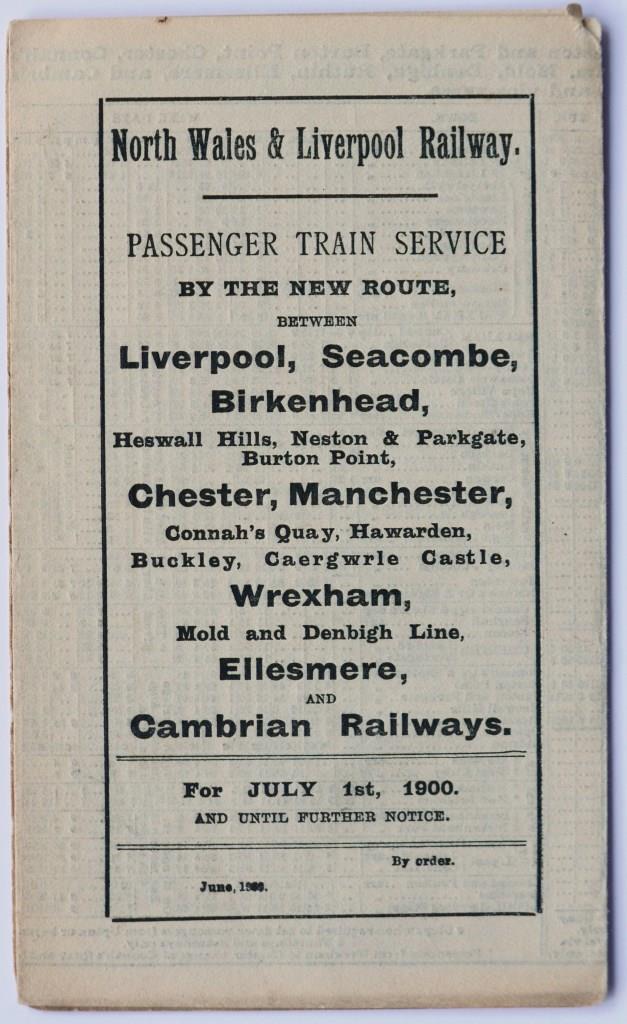 North Wales & Liverpool Railway.
PASSENGER TRAIN SERVICE
BY THE NEW ROUTE,
BETWEEN
Liverpool, Seacombe,
Birkenhead,
Heswall Hills, Neston & Parkgate,
Burton Point,
Chester, Manchester,
Connah's Quay, Hawarden,
Buckley, Caergwrle Castle,
Wrexham,
Mold and Denbigh Line,
Ellesmere,
AND
Cambrian Railways.
For JULY 1st, 1900.
AND UNTIL FURTHER NOTICE.
By order.
June,